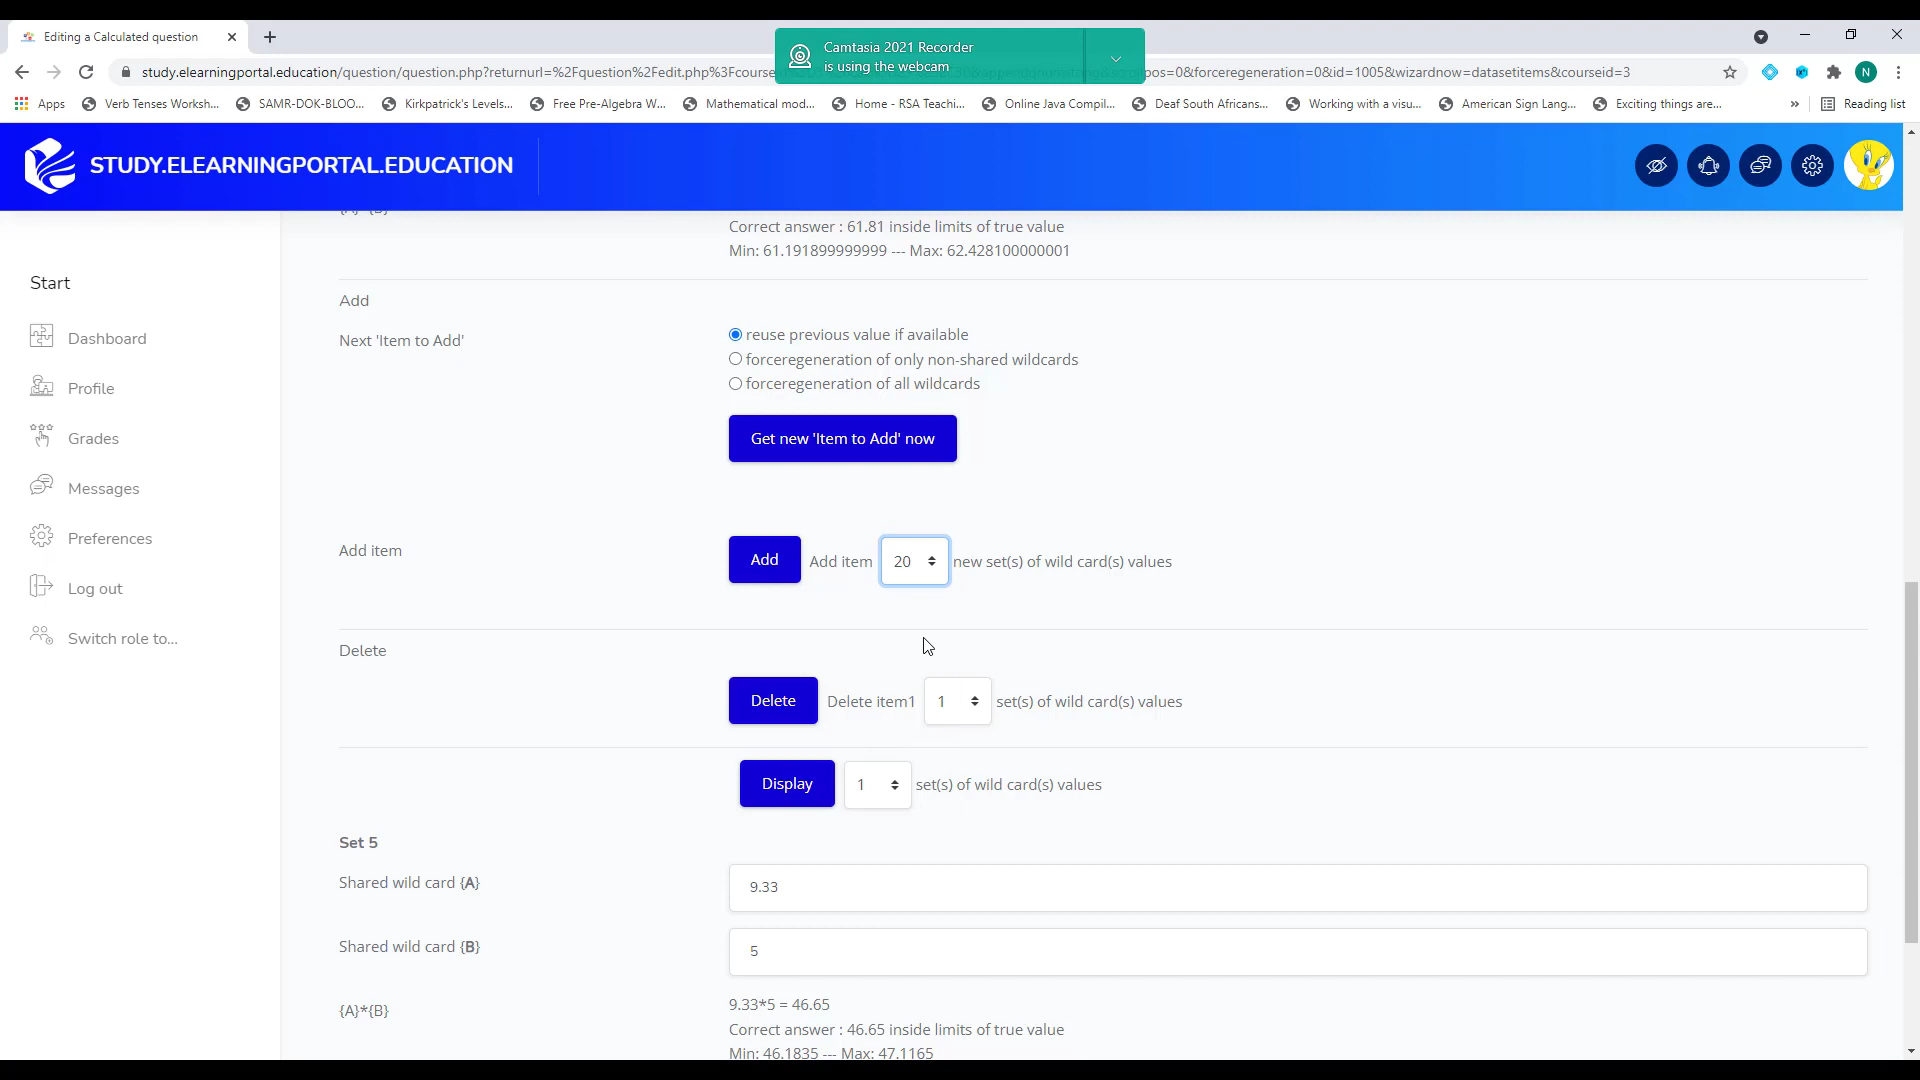 Editing a Calculated question
Camtasia 2021 Recorder
is using the webcam
study.elearningportal.education/question/question.php?returnurl=%2Fquestion%2Fedit.php%3Fcourse
pos=0&forceregeneration=0&id=1005&wizardnow=datasetitems&courseid=3
N
Apps
Verb Tenses Worksh...
SAMR-DOK-BLOO...
Kirkpatrick's Levels...
Free Pre-Algebra W...
Mathematical mod...
Home - RSA Teachi...
Online Java Compil...
Deaf South Africans...
Working with a visu...
American Sign Lang...
Exciting things are...
»
Reading list
STUDY.ELEARNINGPORTAL.EDUCATION
Start
Dashboard
Profile
Grades
Messages
Preferences
Log out
Switch role to...
Correct answer : 61.81 inside limits of true value
Min: 61.191899999999 --- Max: 62.428100000001
Add
Next 'Item to Add'
reuse previous value if available
forceregeneration of only non-shared wildcards
forceregeneration of all wildcards
Get new 'Item to Add' now
Add item
Add Add item 20 new set(s) of wild card(s) values
Delete
Delete Delete item1 1 set(s) of wild card(s) values
Display 1 set(s) of wild card(s) values
Set 5
Shared wild card {A}
9.33
Shared wild card {B}
5
{A}*{B}
9.33*5 = 46.65
Correct answer : 46.65 inside limits of true value
Min: 46.1835 --- Max: 47.1165